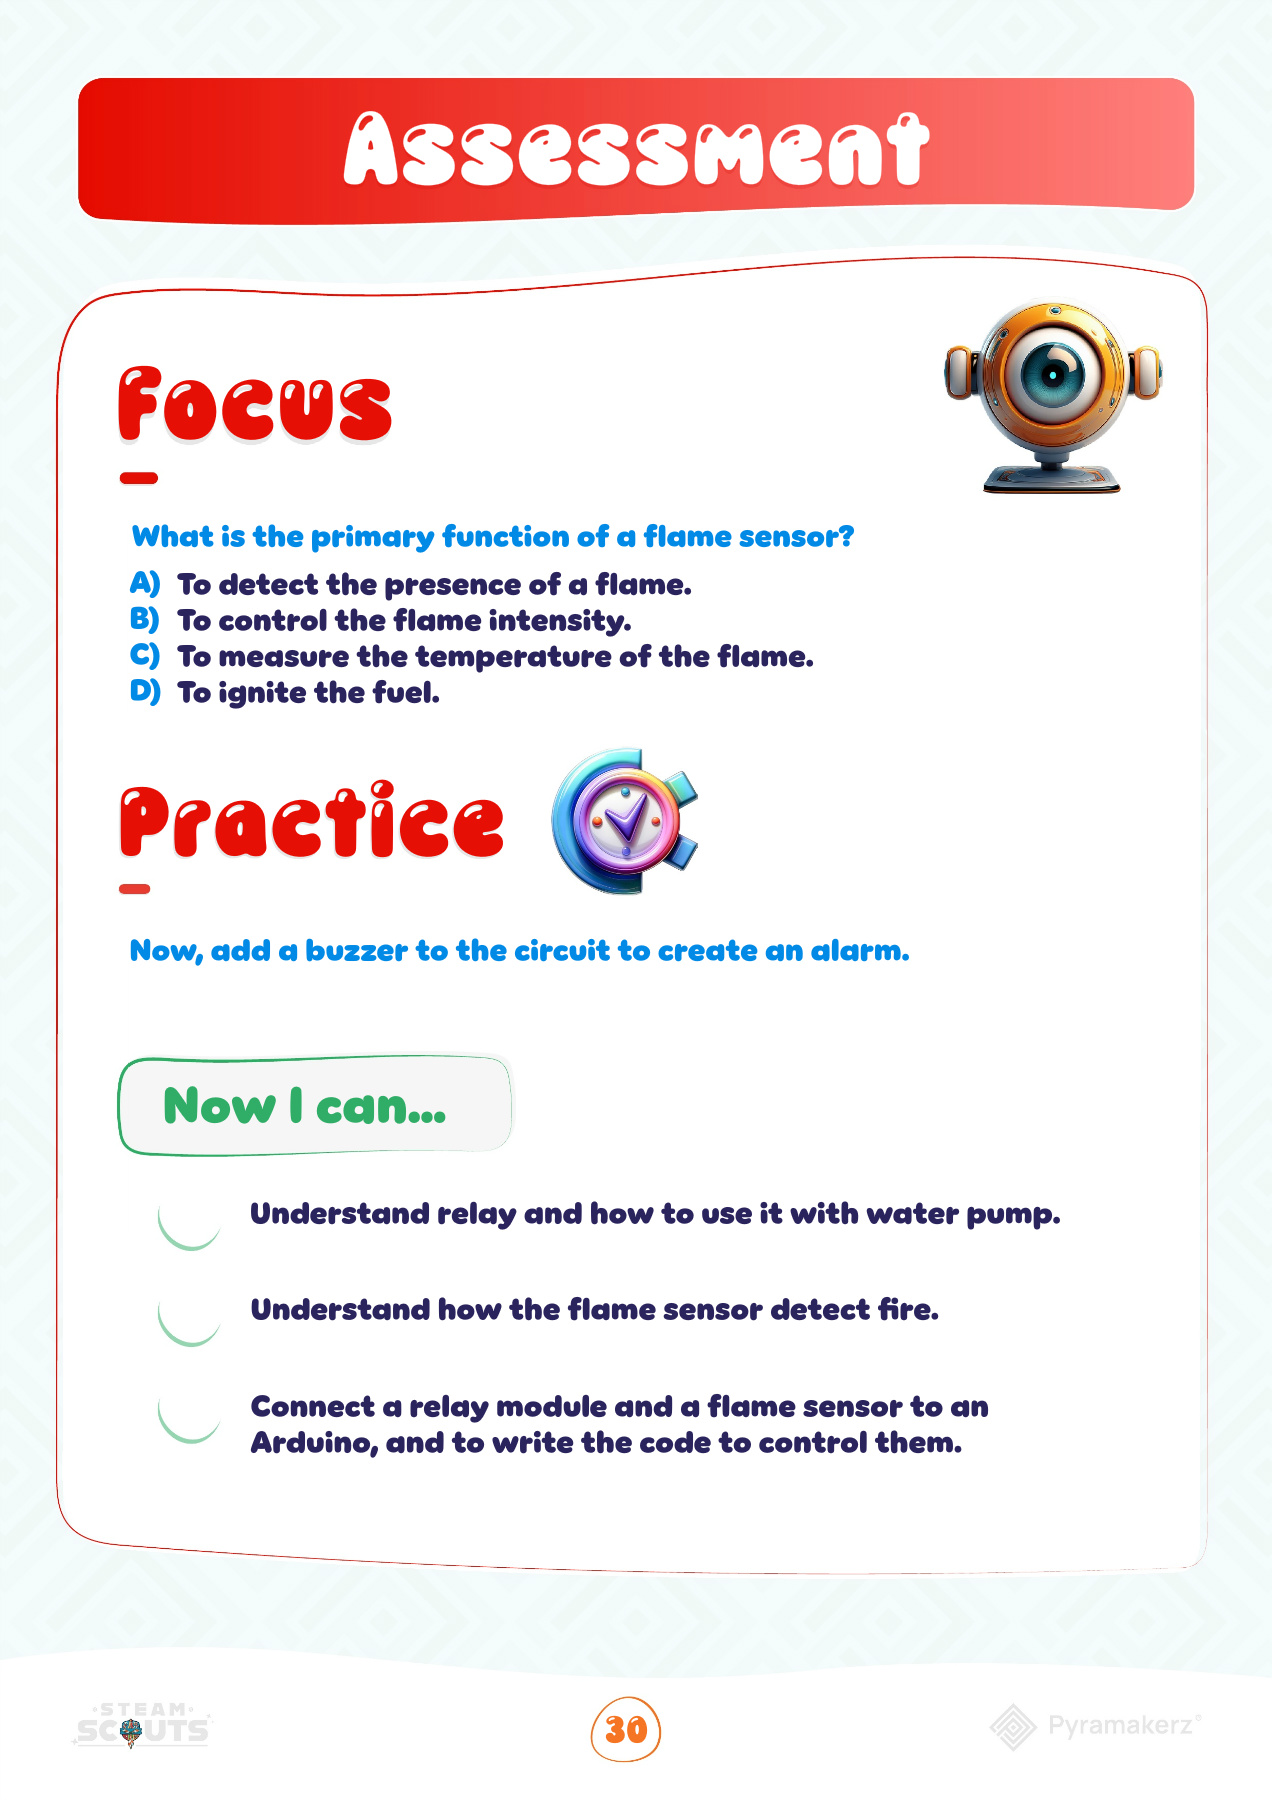 Assessment
Focus
What is the primary function of a flame sensor?
A) To detect the presence of a flame.
B) To control the flame intensity.
C) To measure the temperature of the flame.
D) To ignite the fuel.
Practice
Now, add a buzzer to the circuit to create an alarm.
Now I can...
Understand relay and how to use it with water pump.
Understand how the flame sensor detect fire.
Connect a relay module and a flame sensor to an
Arduino, and to write the code to control them.
STEAM
SCOUTS
30
Pyramakerz